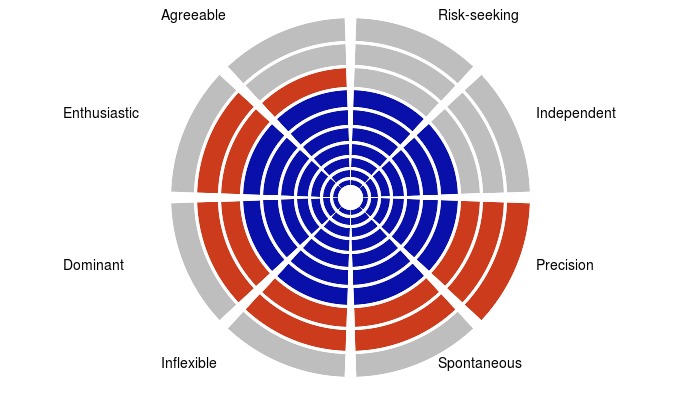 Agreeable
Risk-seeking
Enthusiastic
Independent
Dominant
Precision
Inflexible
Spontaneous